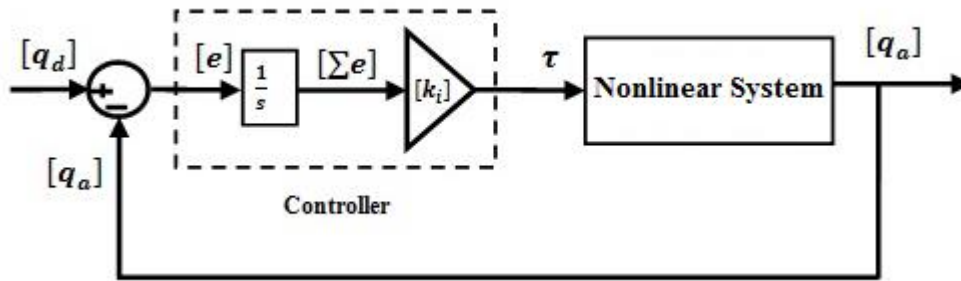 [q_d]
+
−
[q_a]
[e]
1/s
[∑e]
[k_i]
Controller
τ
Nonlinear System
[q_a]